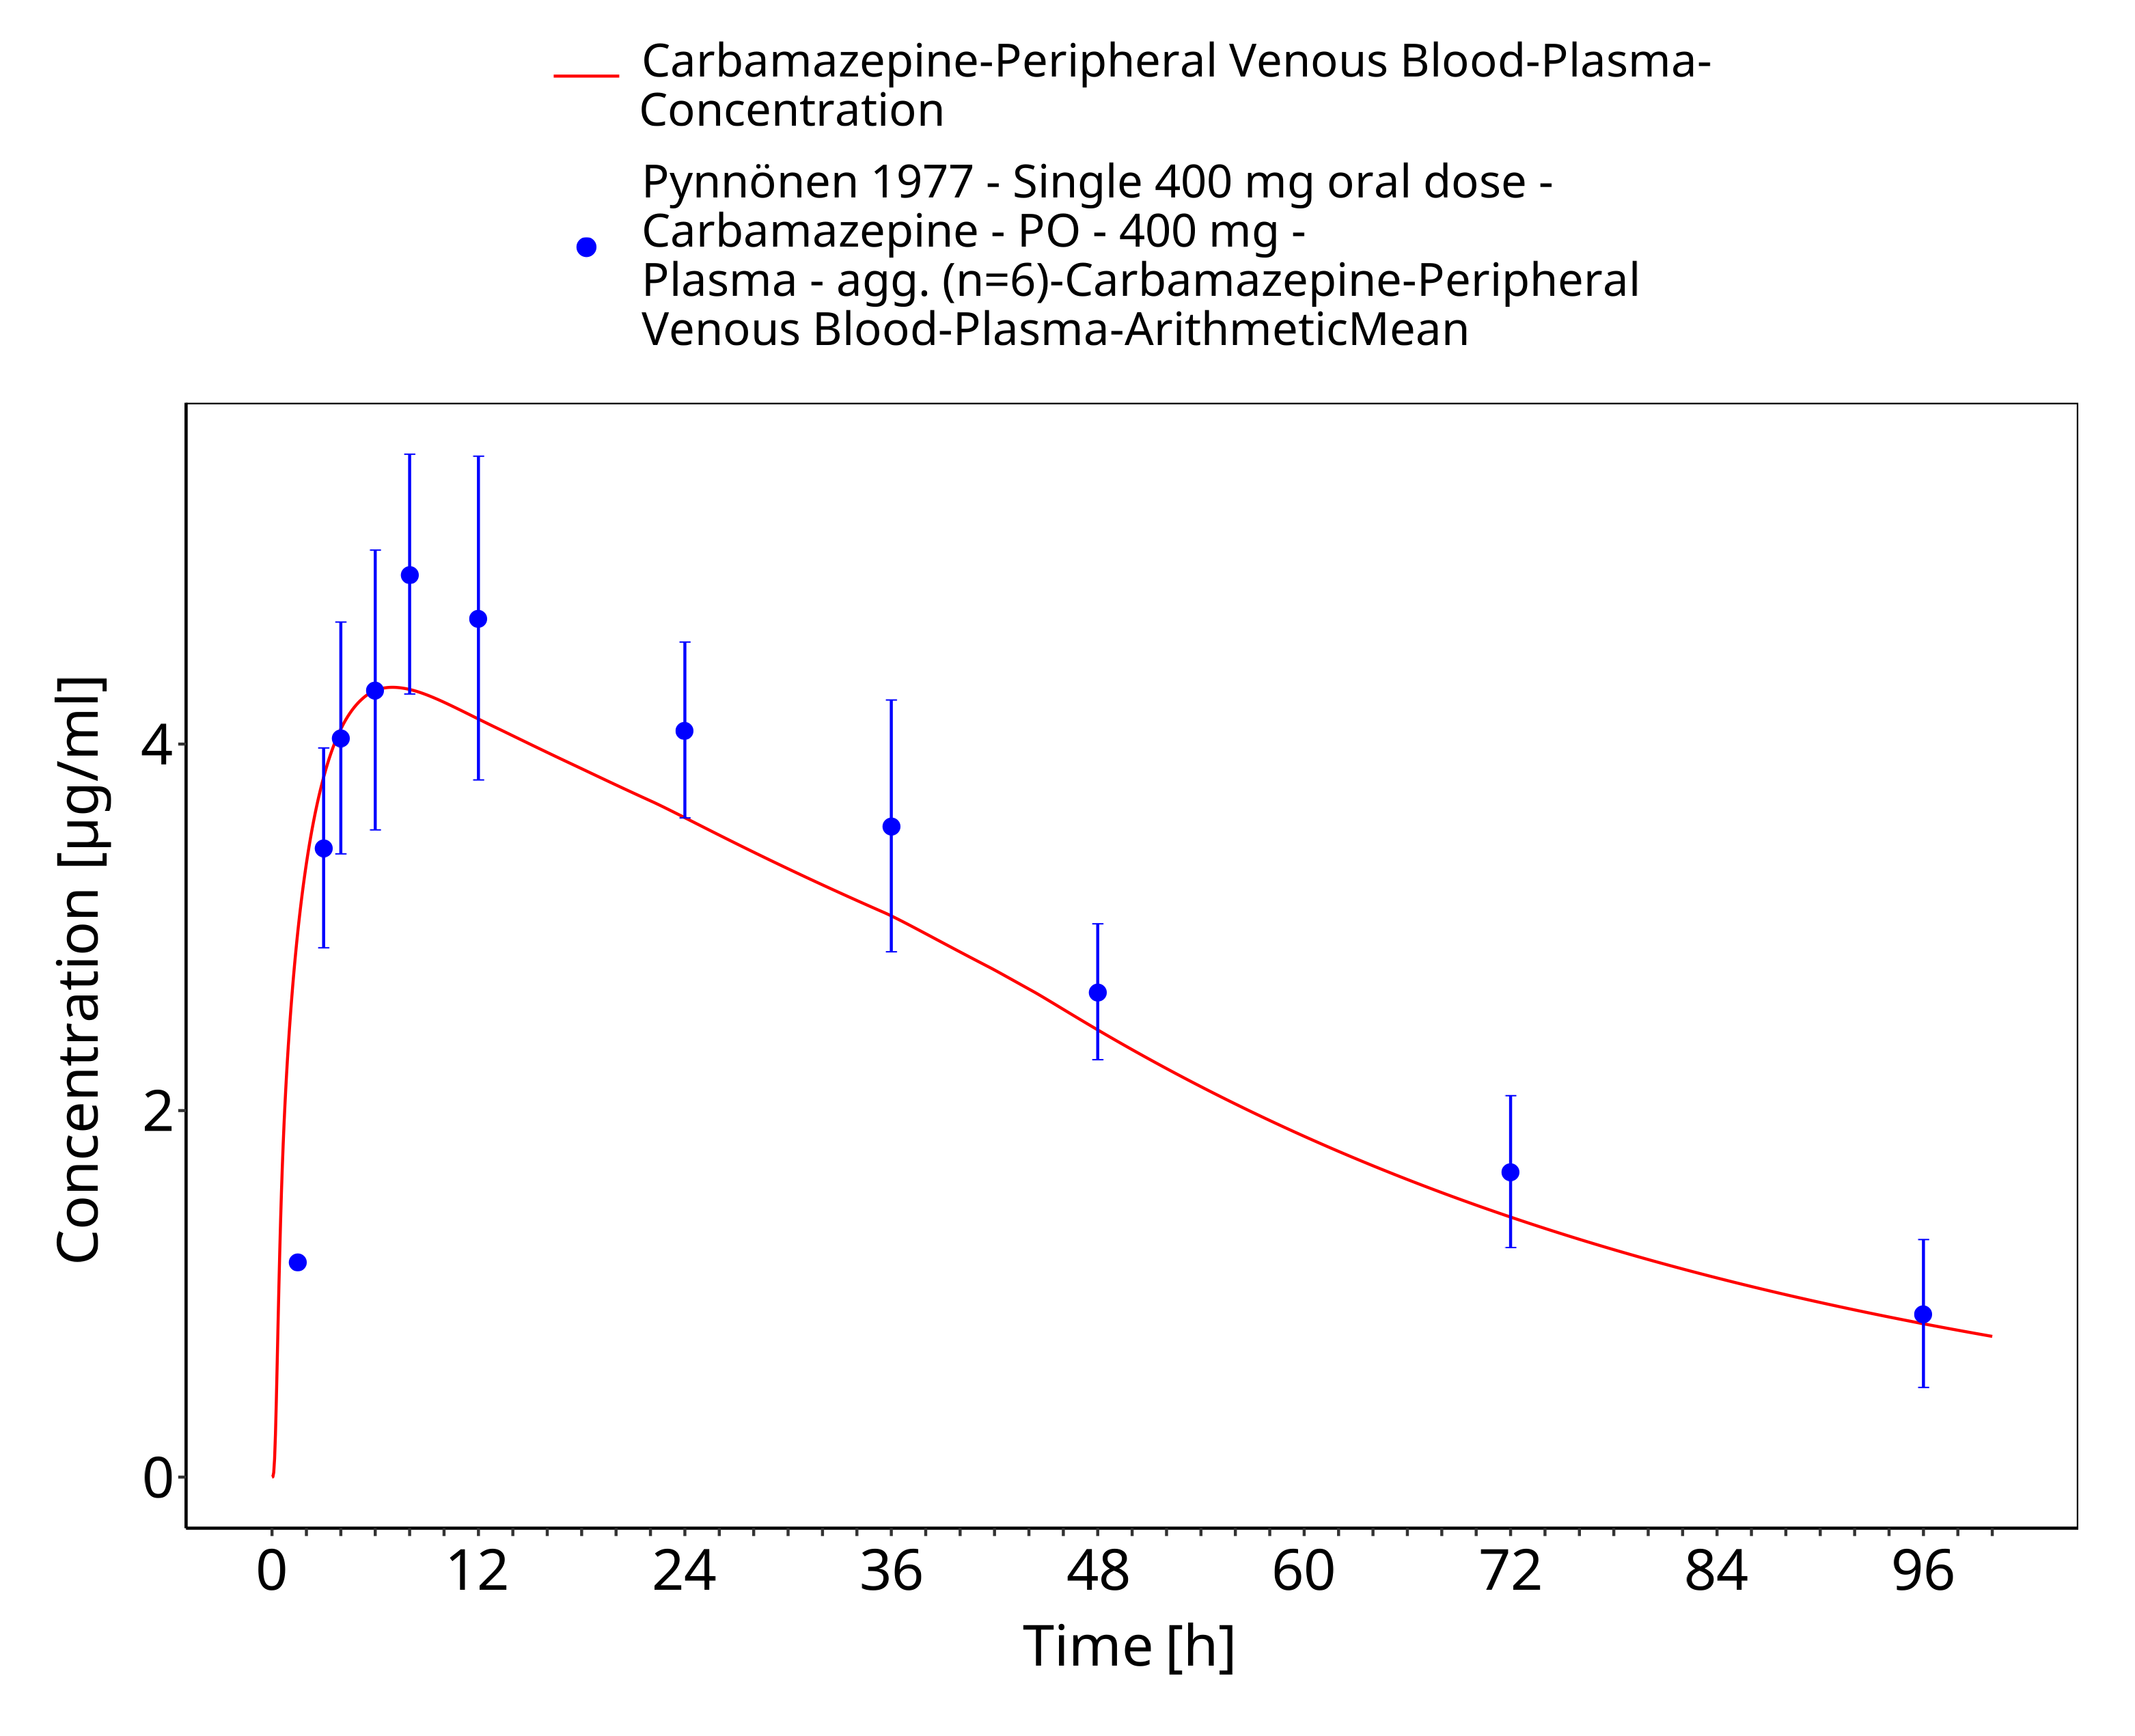 Carbamazepine-Peripheral Venous Blood-Plasma-
Concentration
Pynnönen 1977 - Single 400 mg oral dose -
Carbamazepine - PO - 400 mg -
Plasma - agg. (n=6)-Carbamazepine-Peripheral
Venous Blood-Plasma-ArithmeticMean
Concentration [µg/ml]
4
2
0
0 12 24 36 48 60 72 84 96
Time [h]